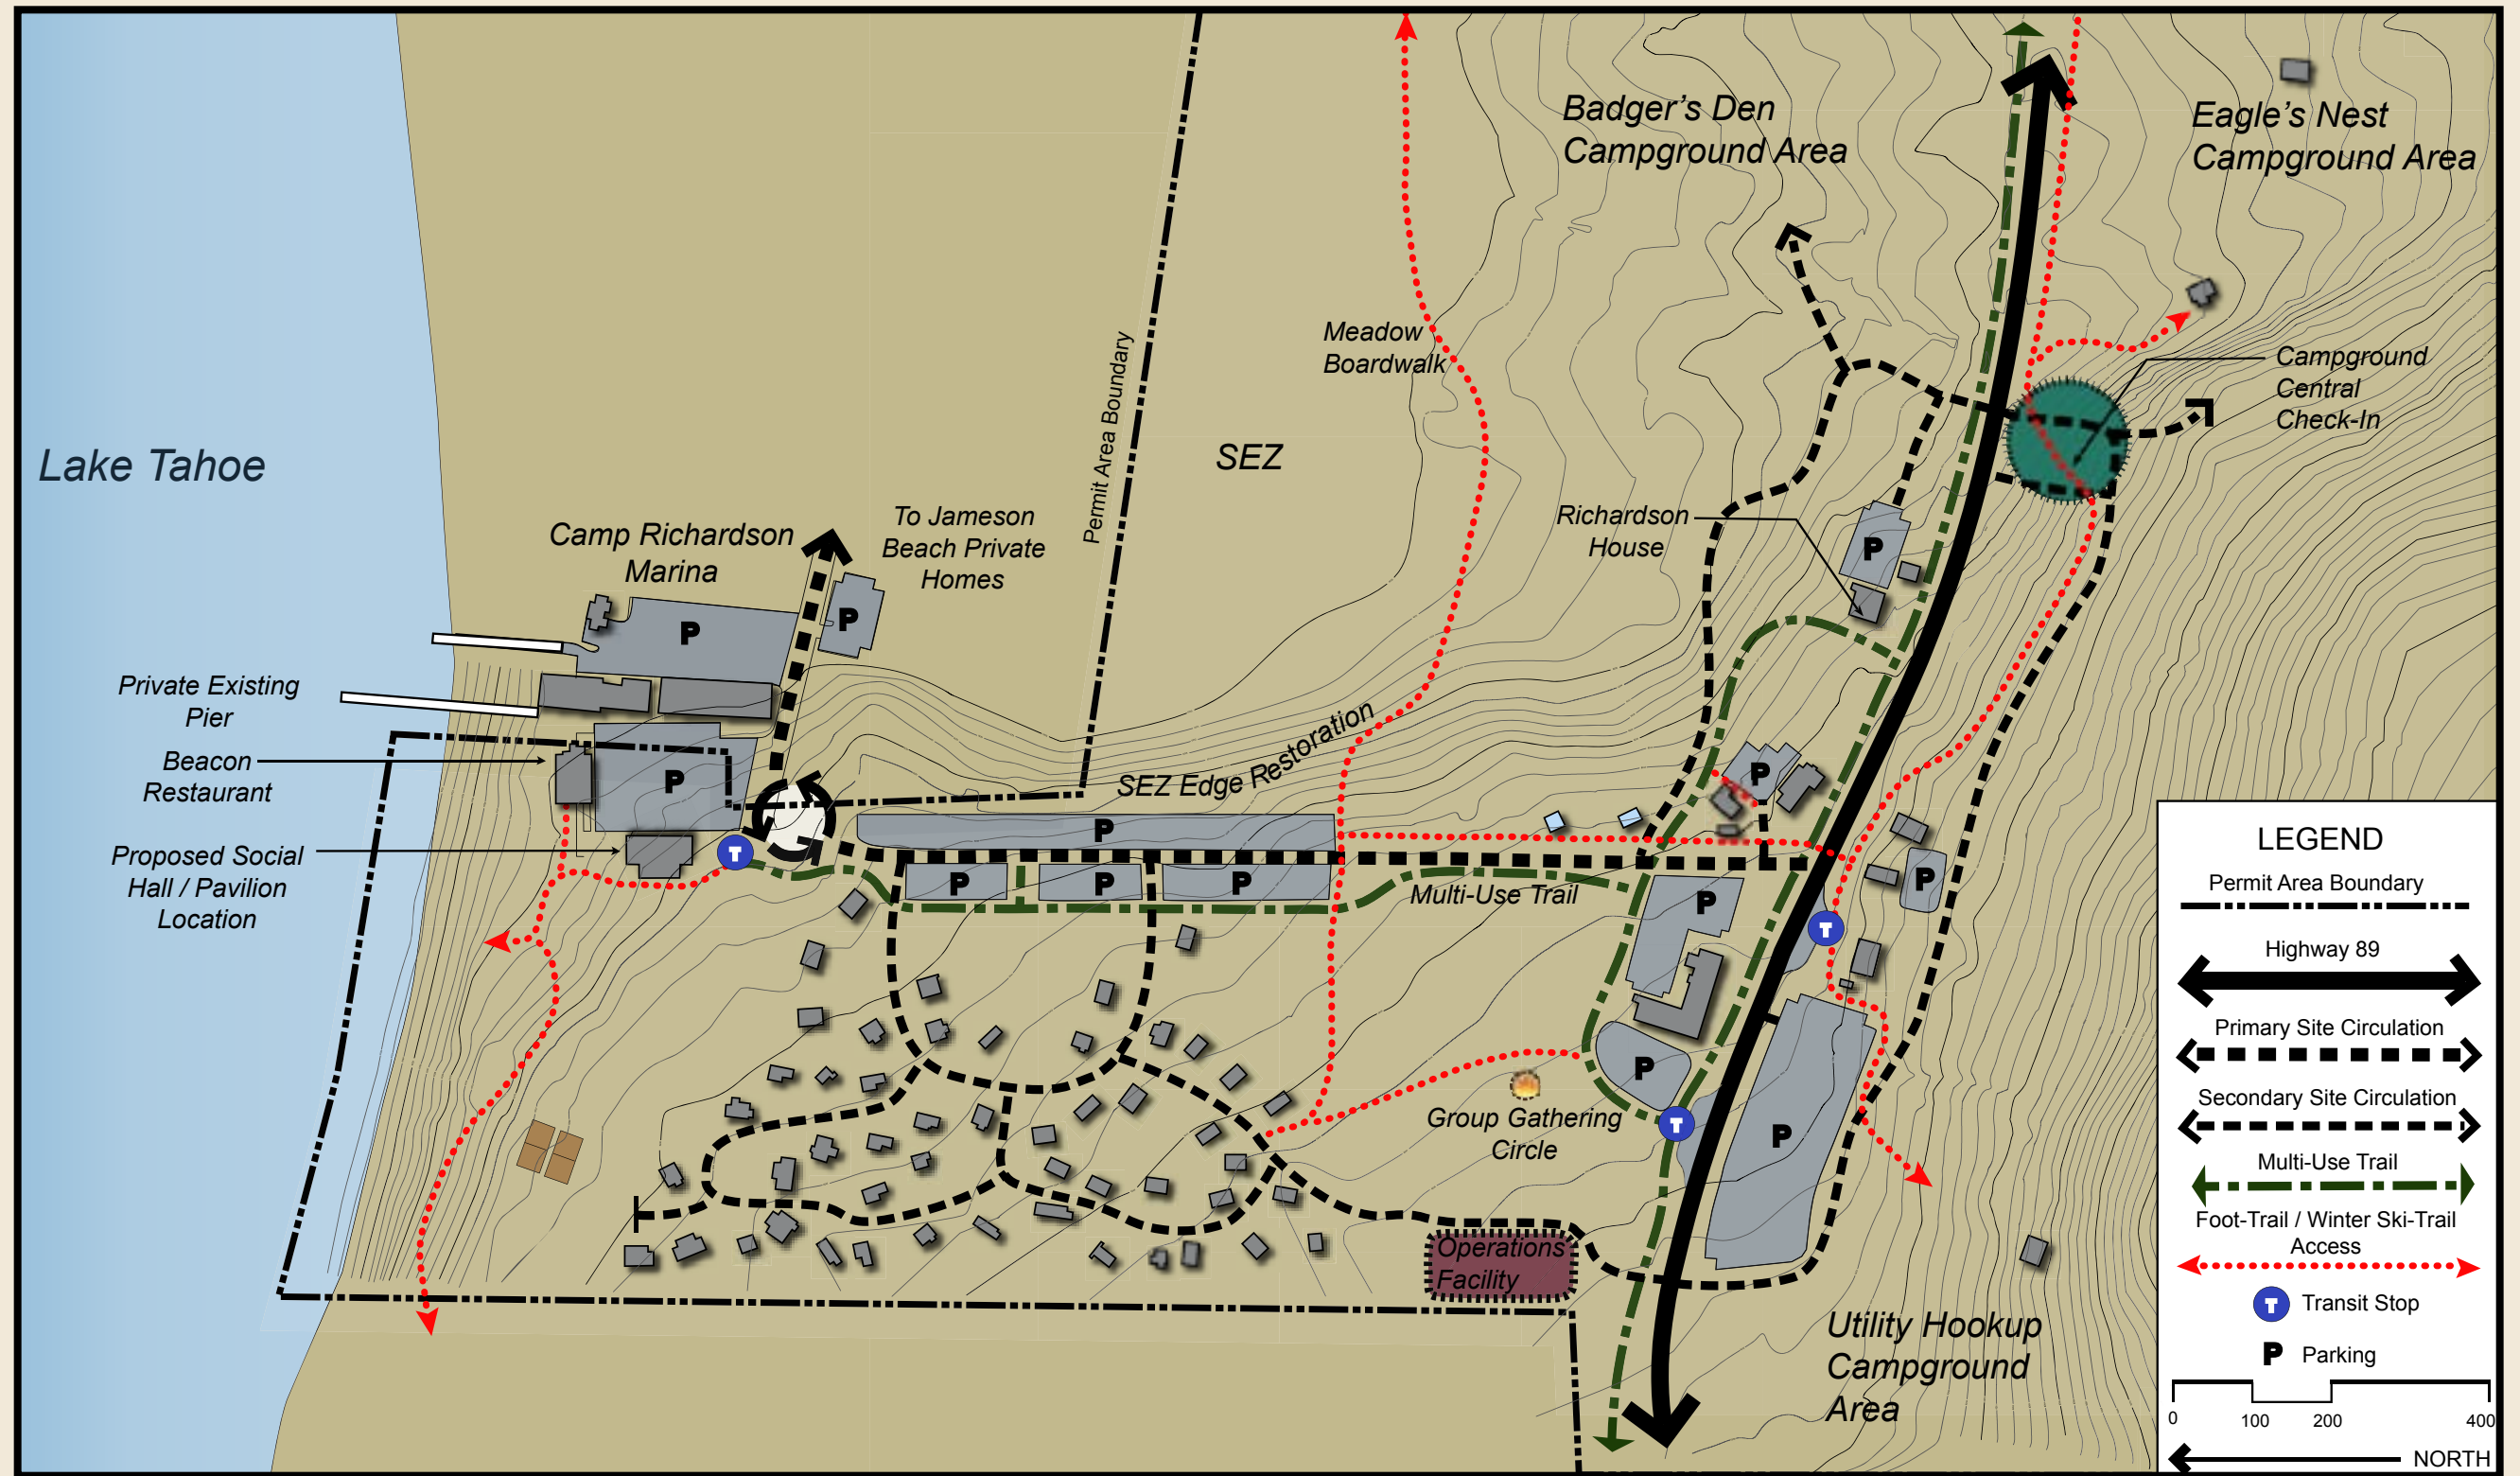 Badger's Den
Campground Area
Eagle's Nest
Campground Area
Meadow
Boardwalk
Permit Area Boundary
Campground
Central
Check-In
Lake Tahoe
SEZ
Camp Richardson
Marina
To Jameson
Beach Private
Homes
Richardson
House
P
P
P
Private Existing
Pier
Beacon
Restaurant
P
SEZ Edge Restoration
P
Proposed Social
Hall / Pavilion
Location
T
P
P
P
P
Multi-Use Trail
P
P
T
Group Gathering
Circle
P
T
P
Operations
Facility
Utility Hookup
Campground
Area
LEGEND
Permit Area Boundary
Highway 89
Primary Site Circulation
Secondary Site Circulation
Multi-Use Trail
Foot-Trail / Winter Ski-Trail
Access
T Transit Stop
P Parking
0 100 200 400
NORTH